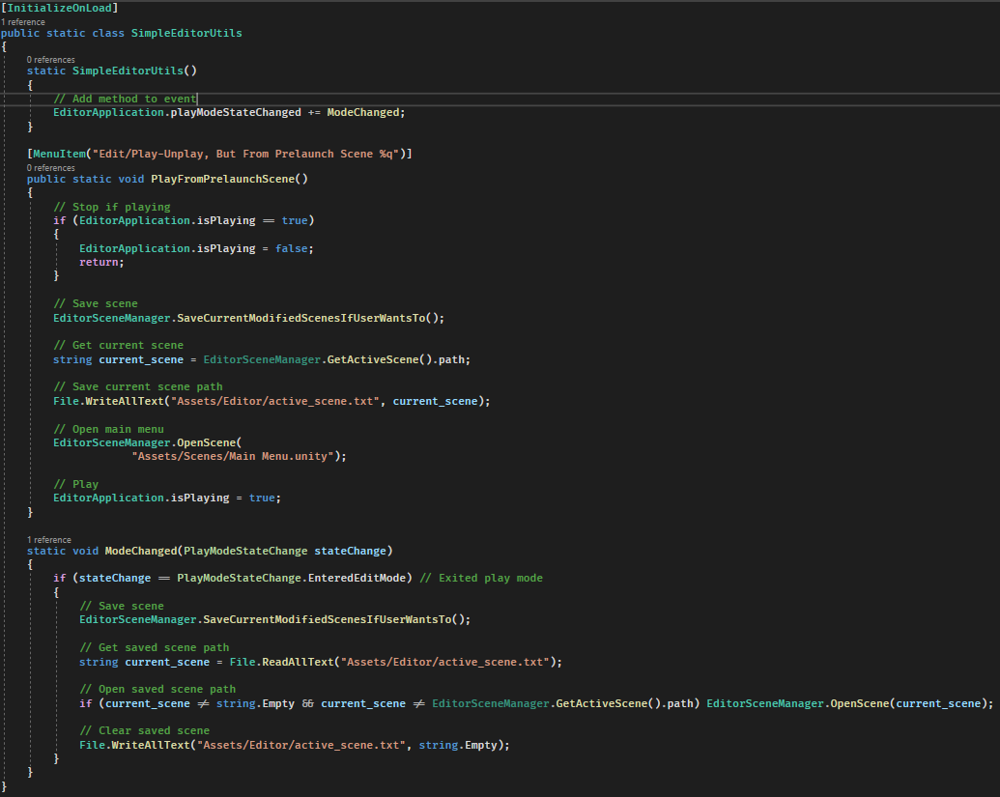 [InitializeOnLoad]
1 reference
public static class SimpleEditorUtils
{
0 references
static SimpleEditorUtils()
{
// Add method to event
EditorApplication.playModeStateChanged += ModeChanged;
}
[MenuItem("Edit/Play-Unplay, But From Prelaunch Scene %q")]
0 references
public static void PlayFromPrelaunchScene()
{
// Stop if playing
if (EditorApplication.isPlaying == true)
{
EditorApplication.isPlaying = false;
return;
}
// Save scene
EditorSceneManager.SaveCurrentModifiedScenesIfUserWantsTo();
// Get current scene
string current_scene = EditorSceneManager.GetActiveScene().path;
// Save current scene path
File.WriteAllText("Assets/Editor/active_scene.txt", current_scene);
// Open main menu
EditorSceneManager.OpenScene(
"Assets/Scenes/Main Menu.unity");
// Play
EditorApplication.isPlaying = true;
}
1 reference
static void ModeChanged(PlayModeStateChange stateChange)
{
if (stateChange == PlayModeStateChange.EnteredEditMode) // Exited play mode
{
// Save scene
EditorSceneManager.SaveCurrentModifiedScenesIfUserWantsTo();
// Get saved scene path
string current_scene = File.ReadAllText("Assets/Editor/active_scene.txt");
// Open saved scene path
if (current_scene != string.Empty && current_scene != EditorSceneManager.GetActiveScene().path) EditorSceneManager.OpenScene(current_scene);
// Clear saved scene
File.WriteAllText("Assets/Editor/active_scene.txt", string.Empty);
}
}
}